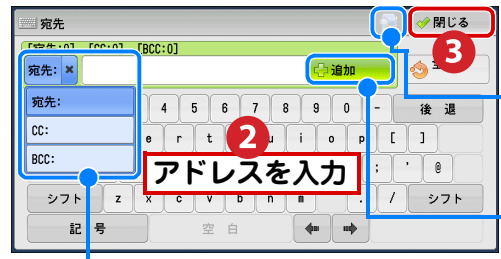 宛先
閉じる
3
[宛先:0] [CC:0] [BCC:0]
宛先: × 追加
宛先:
CC:
BCC:
4 5 6 7 8 9 0 - 後 退
e r t u i o p [ ]
2
アドレスを入力
; ' @
シフト z x c v b n m . / シフト
記 号 空 白